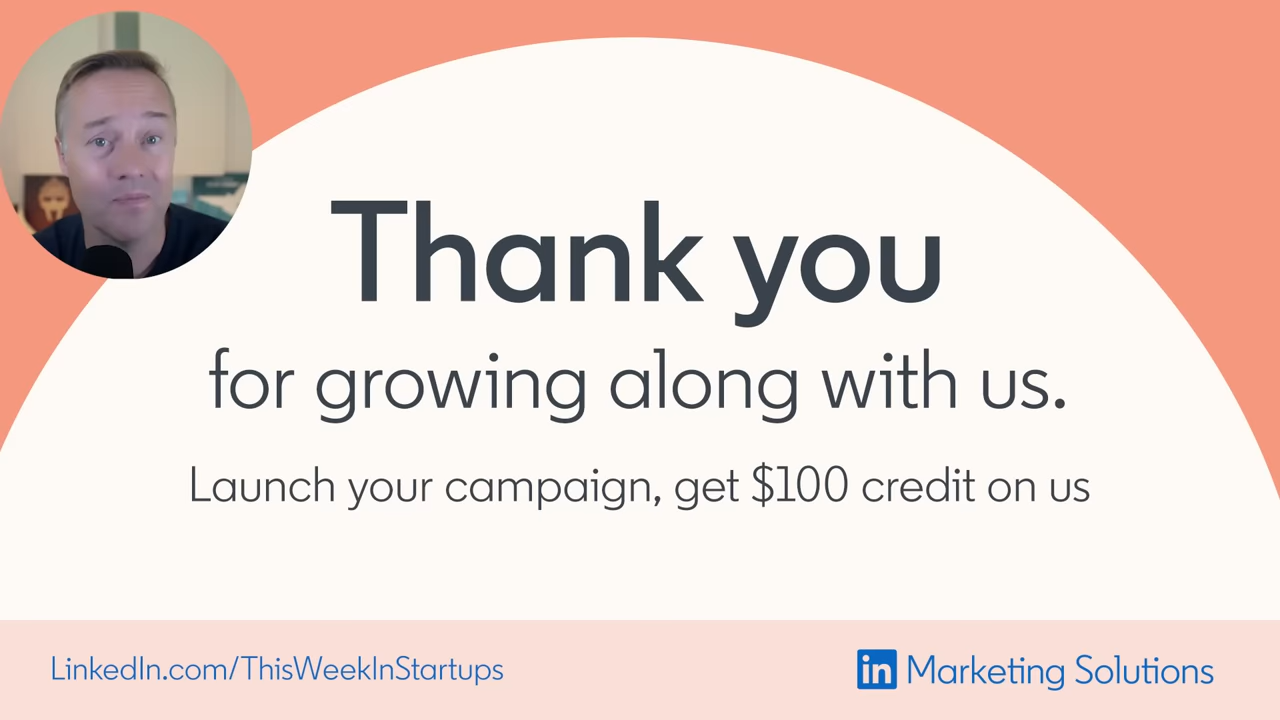 Thank you
for growing along with us.
Launch your campaign, get $100 credit on us
LinkedIn.com/ThisWeekInStartups
in Marketing Solutions